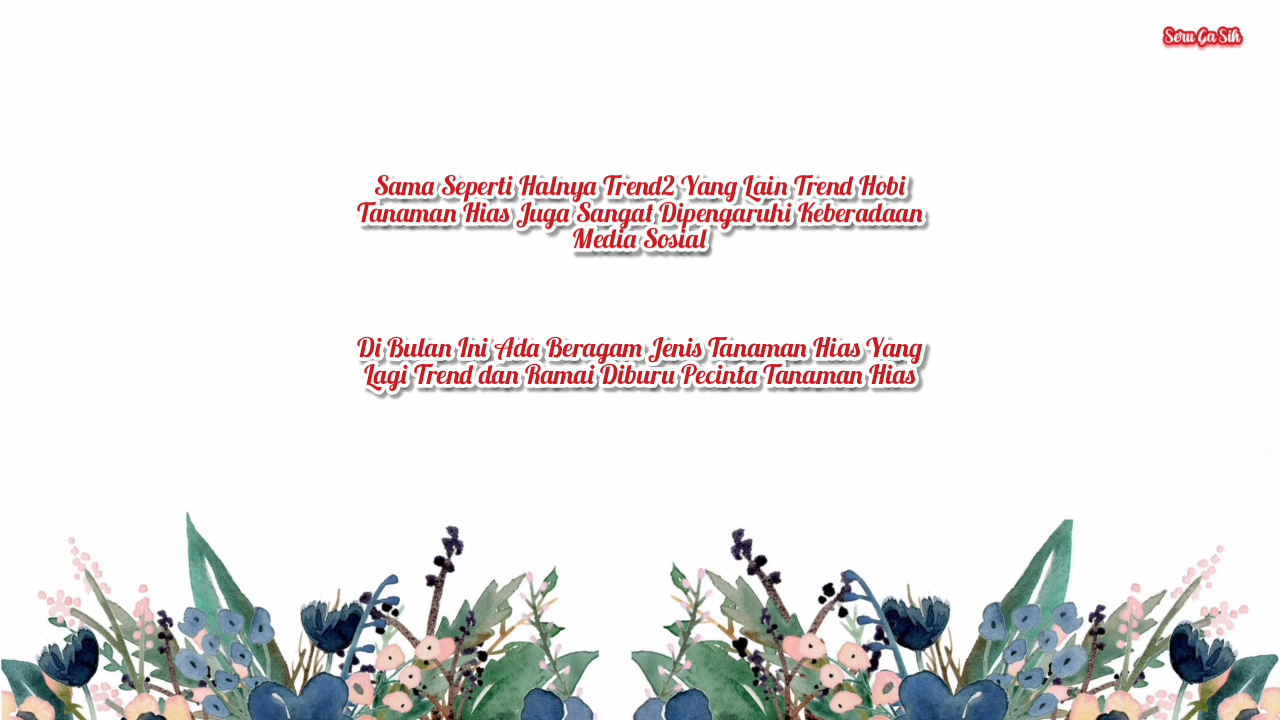 Seru Ga Sih
Sama Seperti Halnya Trend2 Yang Lain Trend Hobi
Tanaman Hias Juga Sangat Dipengaruhi Keberadaan
Media Sosial
Di Bulan Ini Ada Beragam Jenis Tanaman Hias Yang
Lagi Trend dan Ramai Diburu Pecinta Tanaman Hias